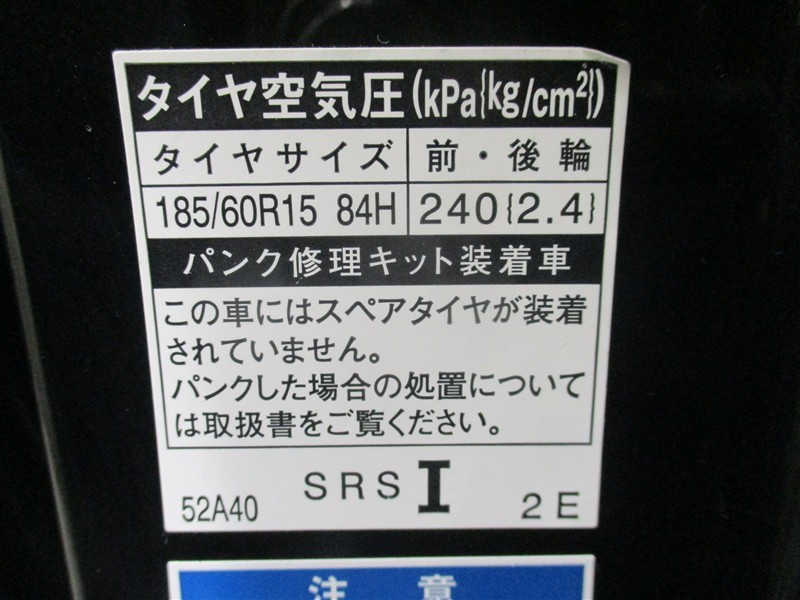 タイヤ空気圧(kPa{kg/cm²})
タイヤサイズ 前・後輪
185/60R15 84H 240{2.4}
パンク修理キット装着車
この車にはスペアタイヤが装着
されていません。
パンクした場合の処置について
は取扱書をご覧ください。
52A40 SRS I 2E
注意